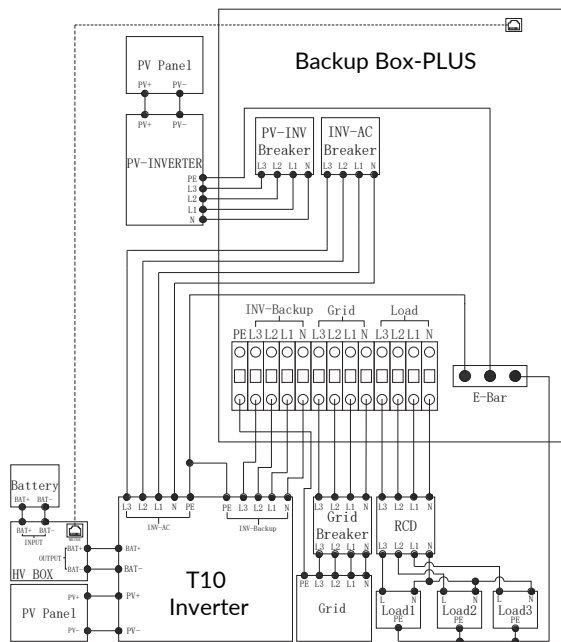 Backup Box-PLUS
PV Panel
PV+ PV-
PV+ PV-
PV-INVERTER
PE
L3
L2
L1
N
PV-INV
Breaker
L3 L2 L1 N
INV-AC
Breaker
L3 L2 L1 N
INV-Backup Grid Load
PE L3 L2 L1 N L3 L2 L1 N L3 L2 L1 N
E-Bar
Battery
BAT+ BAT-
BAT+ BAT-
INPUT
OUTPUT
BAT+
BAT-
HV BOX
PV Panel
PV+
PV-
L3 L2 L1 N PE
INV-AC
PE L3 L2 L1 N
INV-Backup
BAT+
BAT-
PV+
PV-
T10
Inverter
L3 L2 L1 N
Grid
Breaker
L3 L2 L1 N
PE L3 L2 L1 N
Grid
L3 L2 L1 N
RCD
L3 L2 L1 N
L N
Load1
PE
L N
Load2
PE
L N
Load3
PE